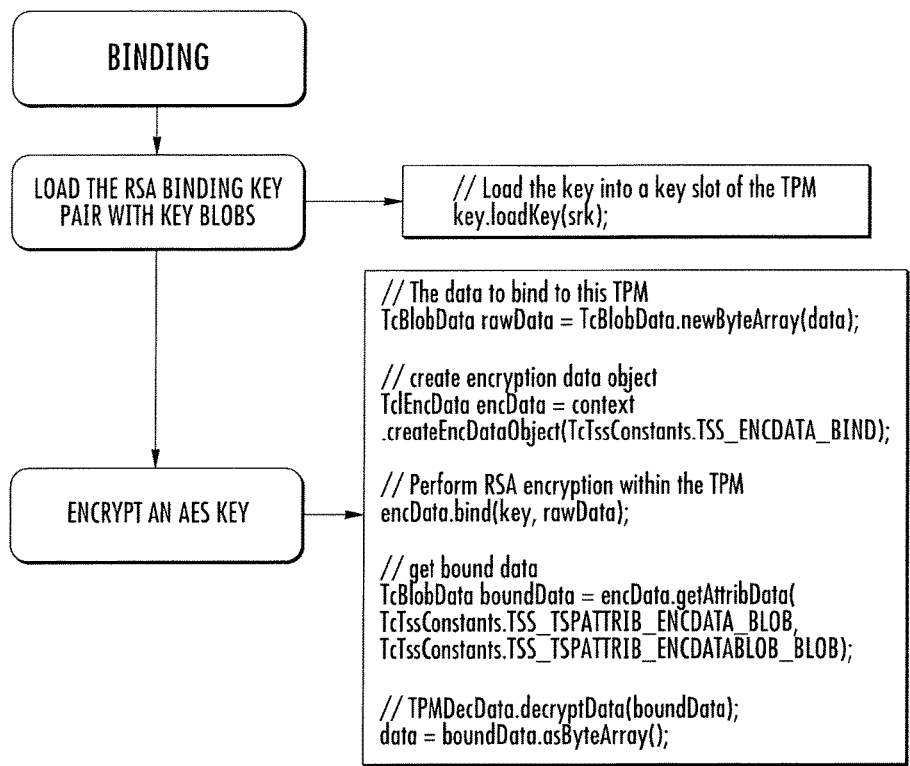 BINDING
LOAD THE RSA BINDING KEY
PAIR WITH KEY BLOBS
// Load the key into a key slot of the TPM
key.loadKey(srk);
ENCRYPT AN AES KEY
// The data to bind to this TPM
TcBlobData rawData = TcBlobData.newByteArray(data);
// create encryption data object
TclEncData encData = context
.createEncDataObject(TcTssConstants.TSS_ENCDATA_BIND);
// Perform RSA encryption within the TPM
encData.bind(key, rawData);
// get bound data
TcBlobData boundData = encData.getAttribData(
TcTssConstants.TSS_TSPATTRIB_ENCDATA_BLOB,
TcTssConstants.TSS_TSPATTRIB_ENCDATABLOB_BLOB);
// TPMDecData.decryptData(boundData);
data = boundData.asByteArray();